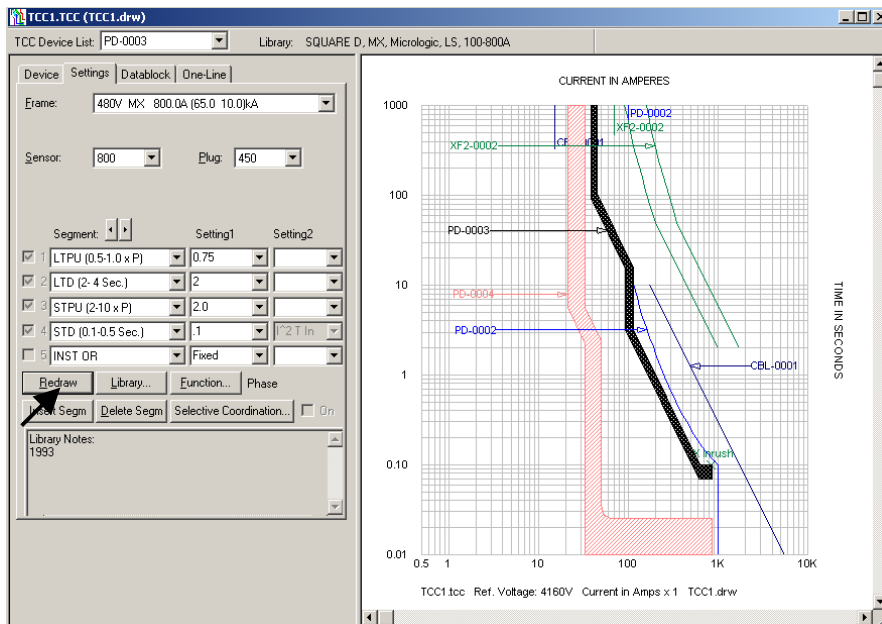 TCC1.TCC (TCC1.drw)
TCC Device List: PD-0003 Library: SQUARE D, MX, Micrologic, LS, 100-800A
Device Settings Datablock One-Line
Frame: 480V MX 800.0A (65.0 10.0)kA
Sensor: 800 Plug: 450
Segment: Setting1 Setting2
1 LTPU (0.5-1.0 x P) 0.75
2 LTD (2- 4 Sec.) 2
3 STPU (2-10 x P) 2.0
4 STD (0.1-0.5 Sec.) .1 I^2 T In
5 INST OR Fixed
Redraw Library... Function... Phase
Segm Delete Segm Selective Coordination... On
Library Notes:
1993
CURRENT IN AMPERES
1000
100
10
1
0.10
0.01
PD-0002
XF2-0002
XF2-0002
PD-0003
PD-0004
PD-0002
CBL-0001
Inrush
TIME IN SECONDS
0.5 1 10 100 1K 10K
TCC1.tcc Ref. Voltage: 4160V Current in Amps x 1 TCC1.drw